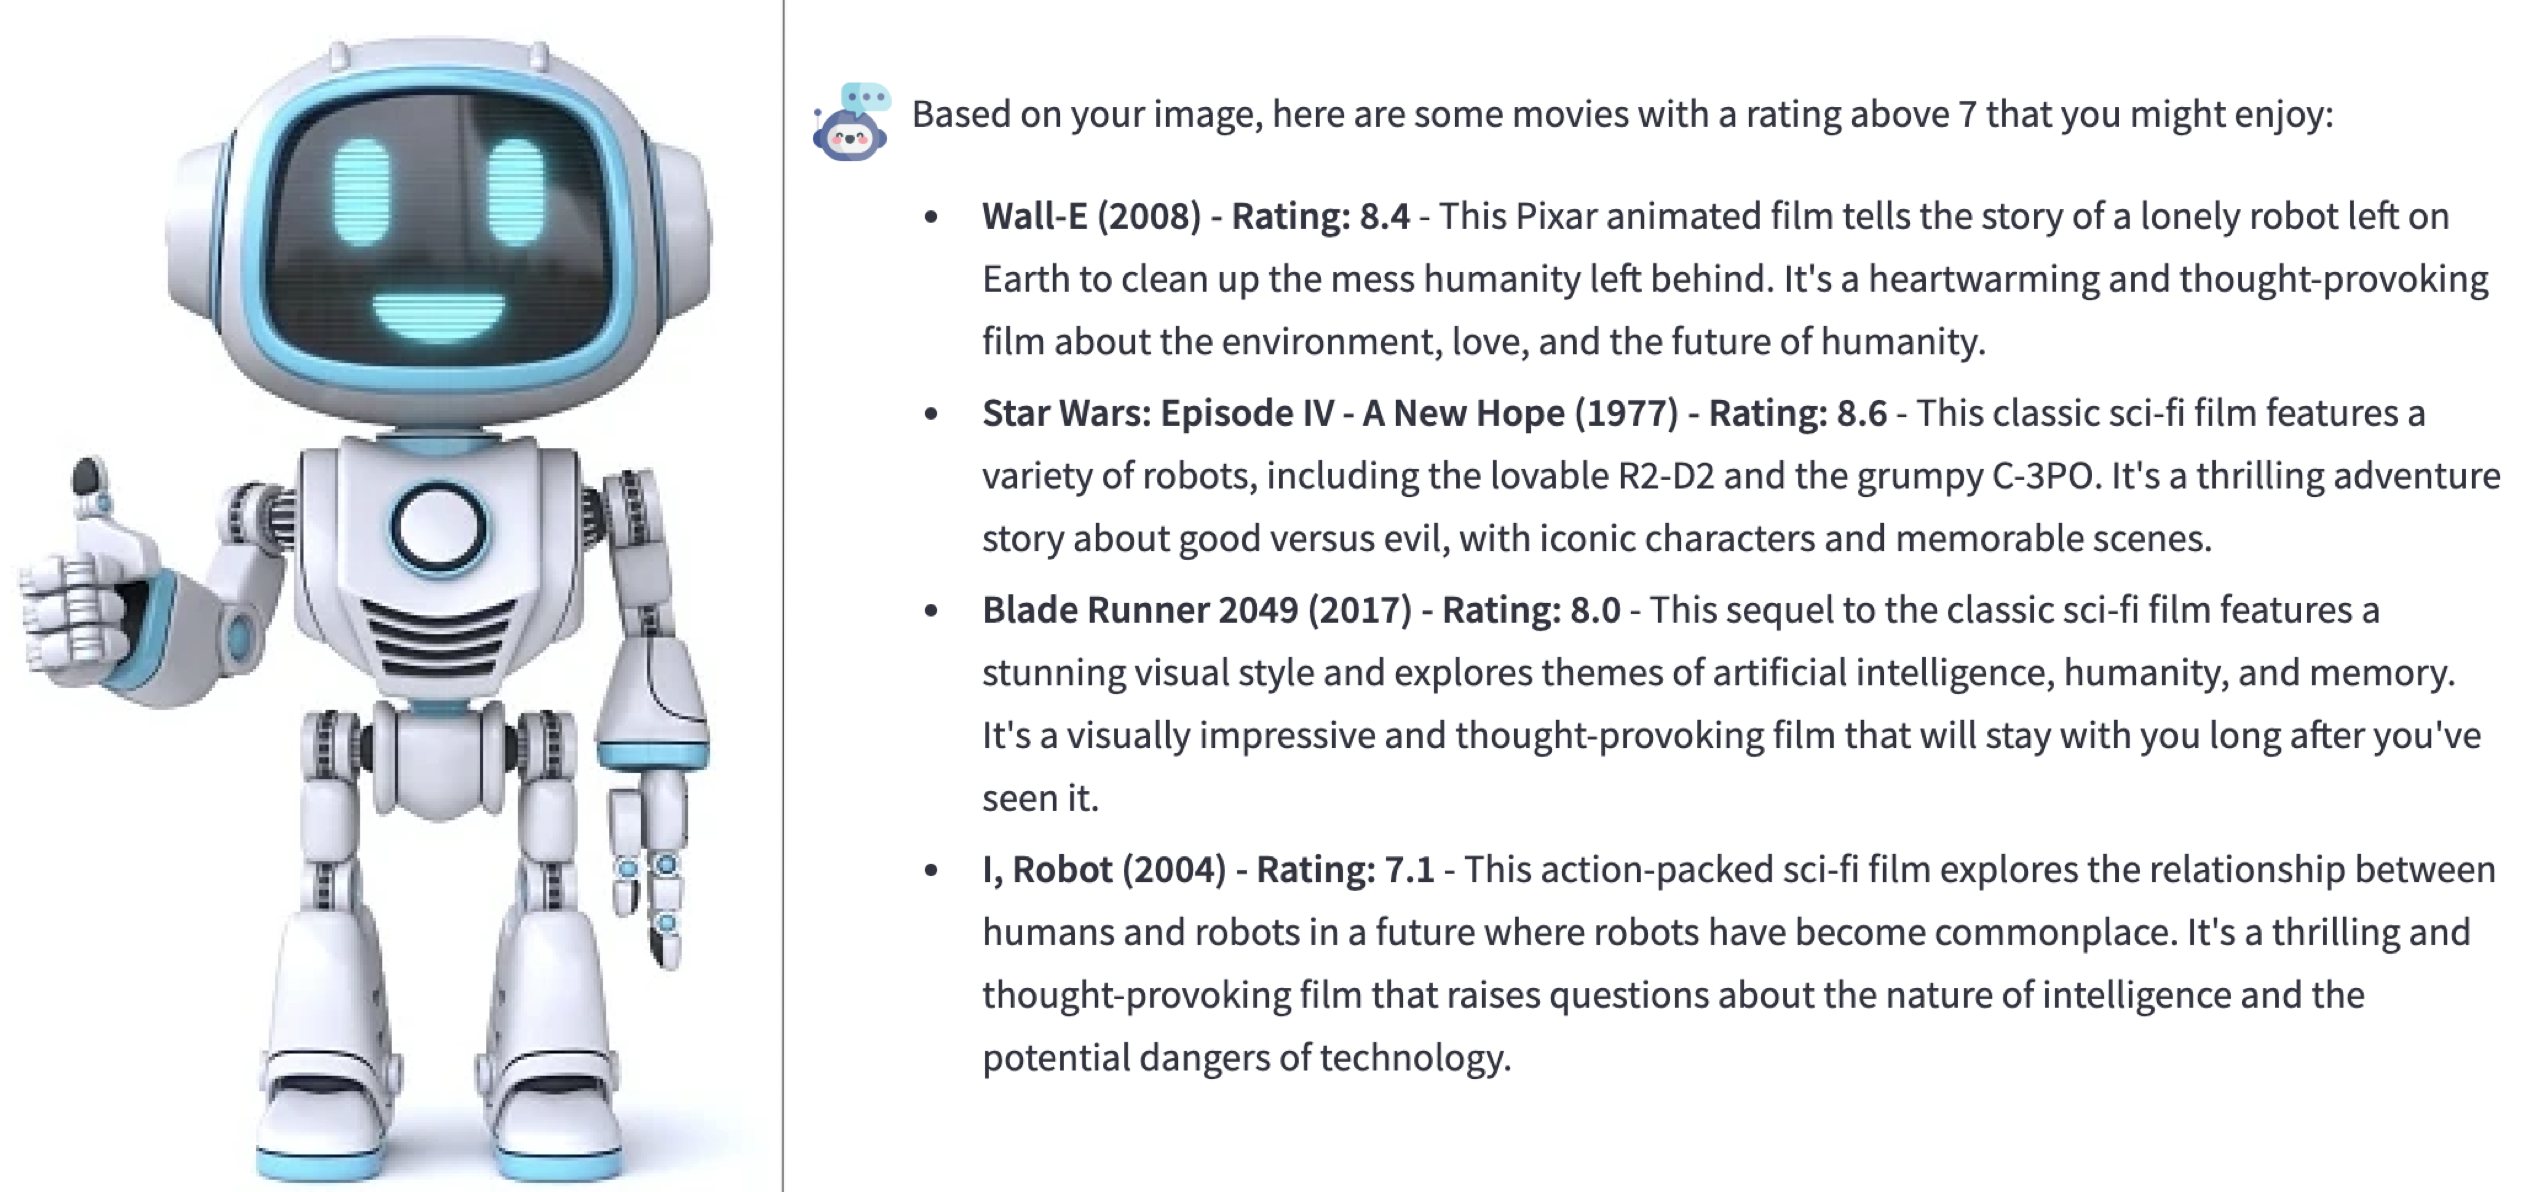 Based on your image, here are some movies with a rating above 7 that you might enjoy:
• Wall-E (2008) - Rating: 8.4 - This Pixar animated film tells the story of a lonely robot left on
Earth to clean up the mess humanity left behind. It's a heartwarming and thought-provoking
film about the environment, love, and the future of humanity.
• Star Wars: Episode IV - A New Hope (1977) - Rating: 8.6 - This classic sci-fi film features a
variety of robots, including the lovable R2-D2 and the grumpy C-3PO. It's a thrilling adventure
story about good versus evil, with iconic characters and memorable scenes.
• Blade Runner 2049 (2017) - Rating: 8.0 - This sequel to the classic sci-fi film features a
stunning visual style and explores themes of artificial intelligence, humanity, and memory.
It's a visually impressive and thought-provoking film that will stay with you long after you've
seen it.
• I, Robot (2004) - Rating: 7.1 - This action-packed sci-fi film explores the relationship between
humans and robots in a future where robots have become commonplace. It's a thrilling and
thought-provoking film that raises questions about the nature of intelligence and the
potential dangers of technology.